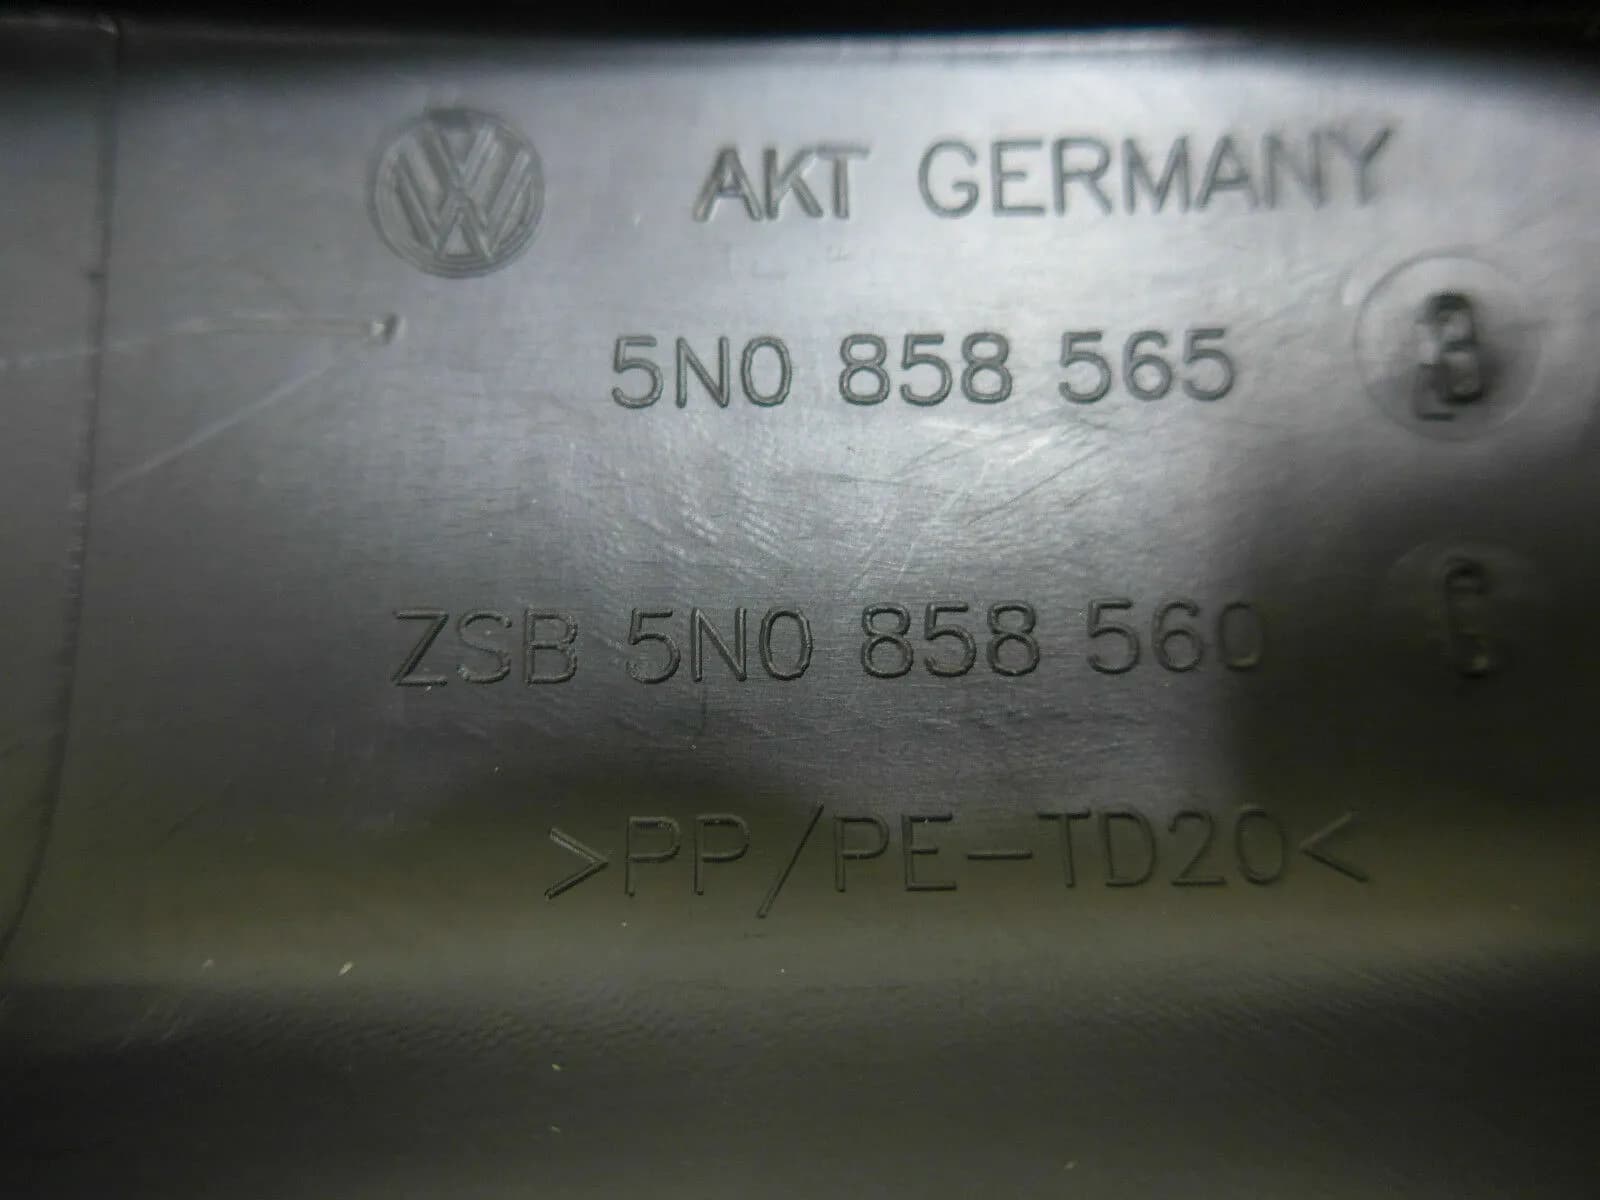 AKT GERMANY
5N0 858 565
ZSB 5N0 858 560
>PP/PE-TD20<